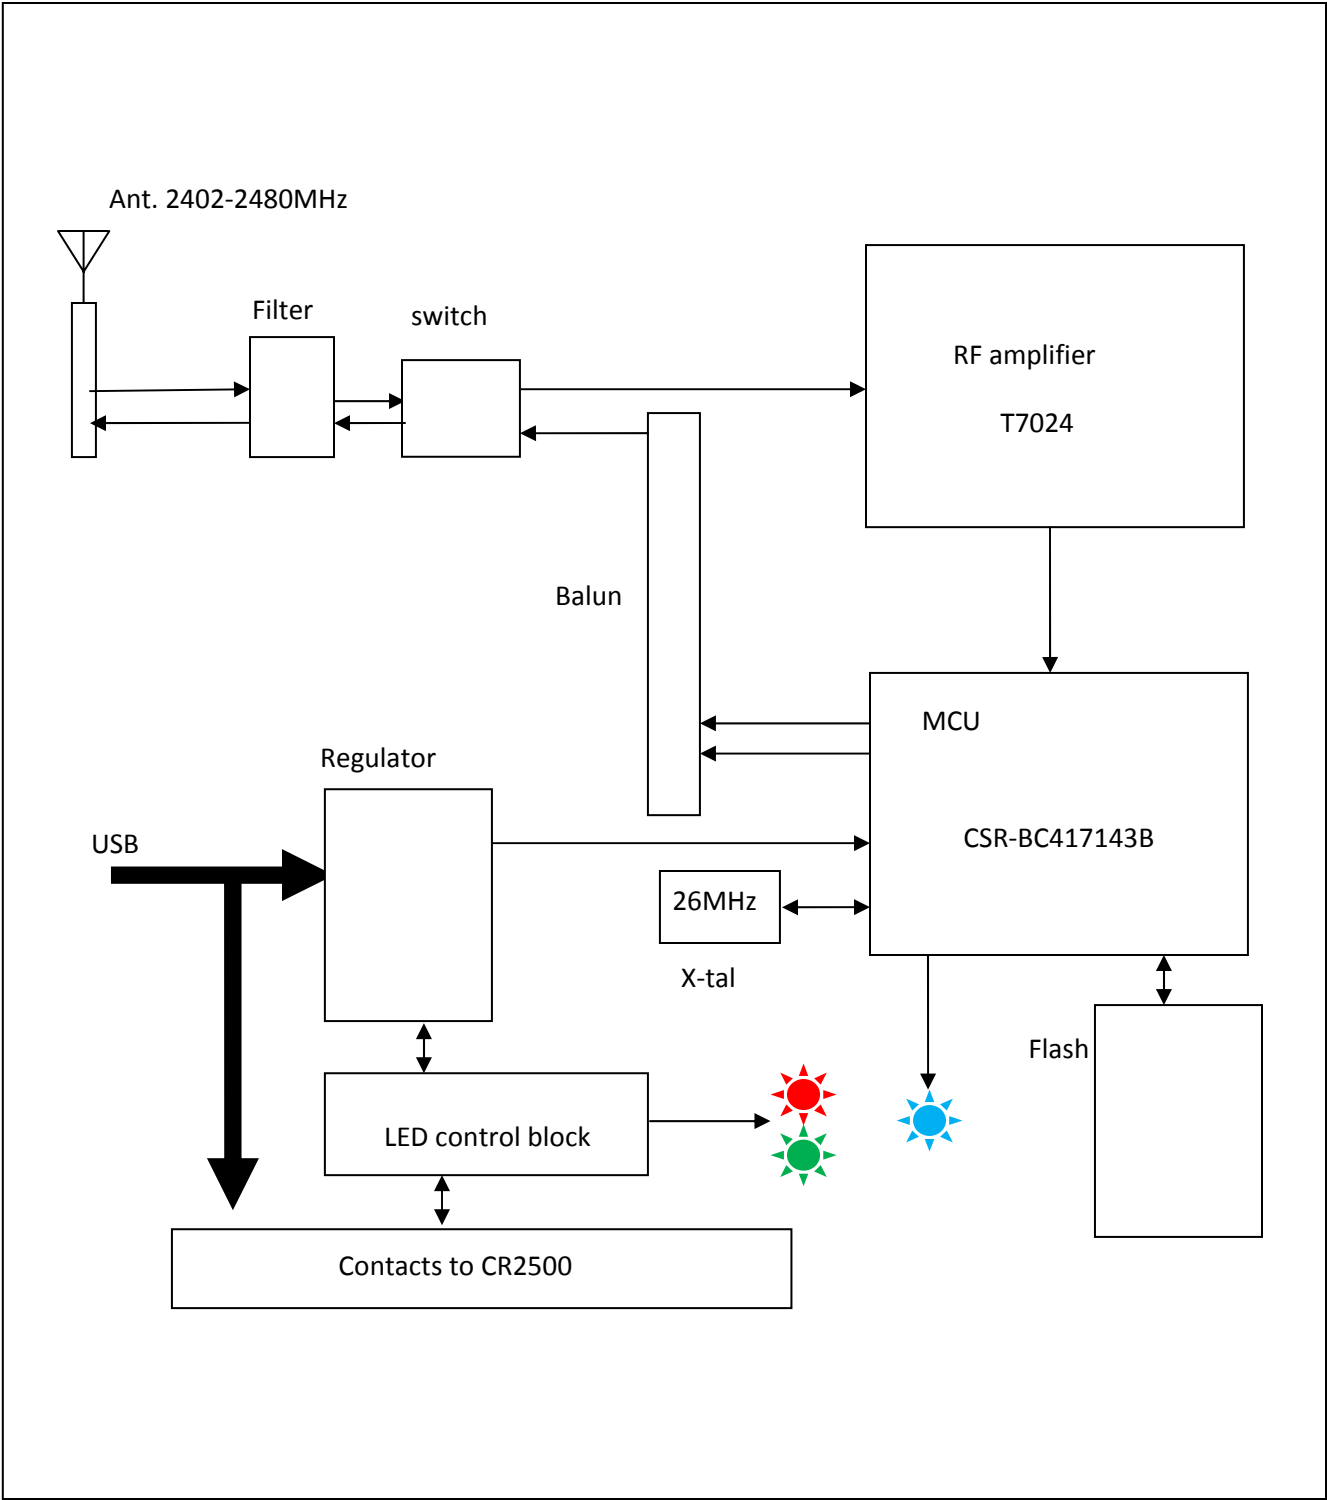 Ant. 2402-2480MHz
Filter
switch
RF amplifier
T7024
Balun
MCU
Regulator
USB
CSR-BC417143B
26MHz
X-tal
Flash
LED control block
Contacts to CR2500